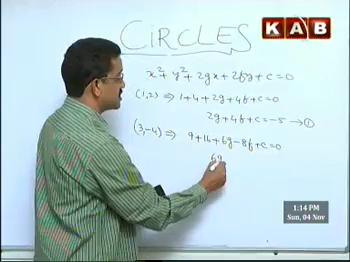 CIRCLES
KAB
x² + y² + 2gx + 2fy + c = 0
(1,2) ⇒ 1+4+2g+4f+c=0
2g+4f+c=-5 → ①
(3,-4) ⇒ 9+16+6g-8f+c=0
6g
1:14 PM
Sun, 04 Nov